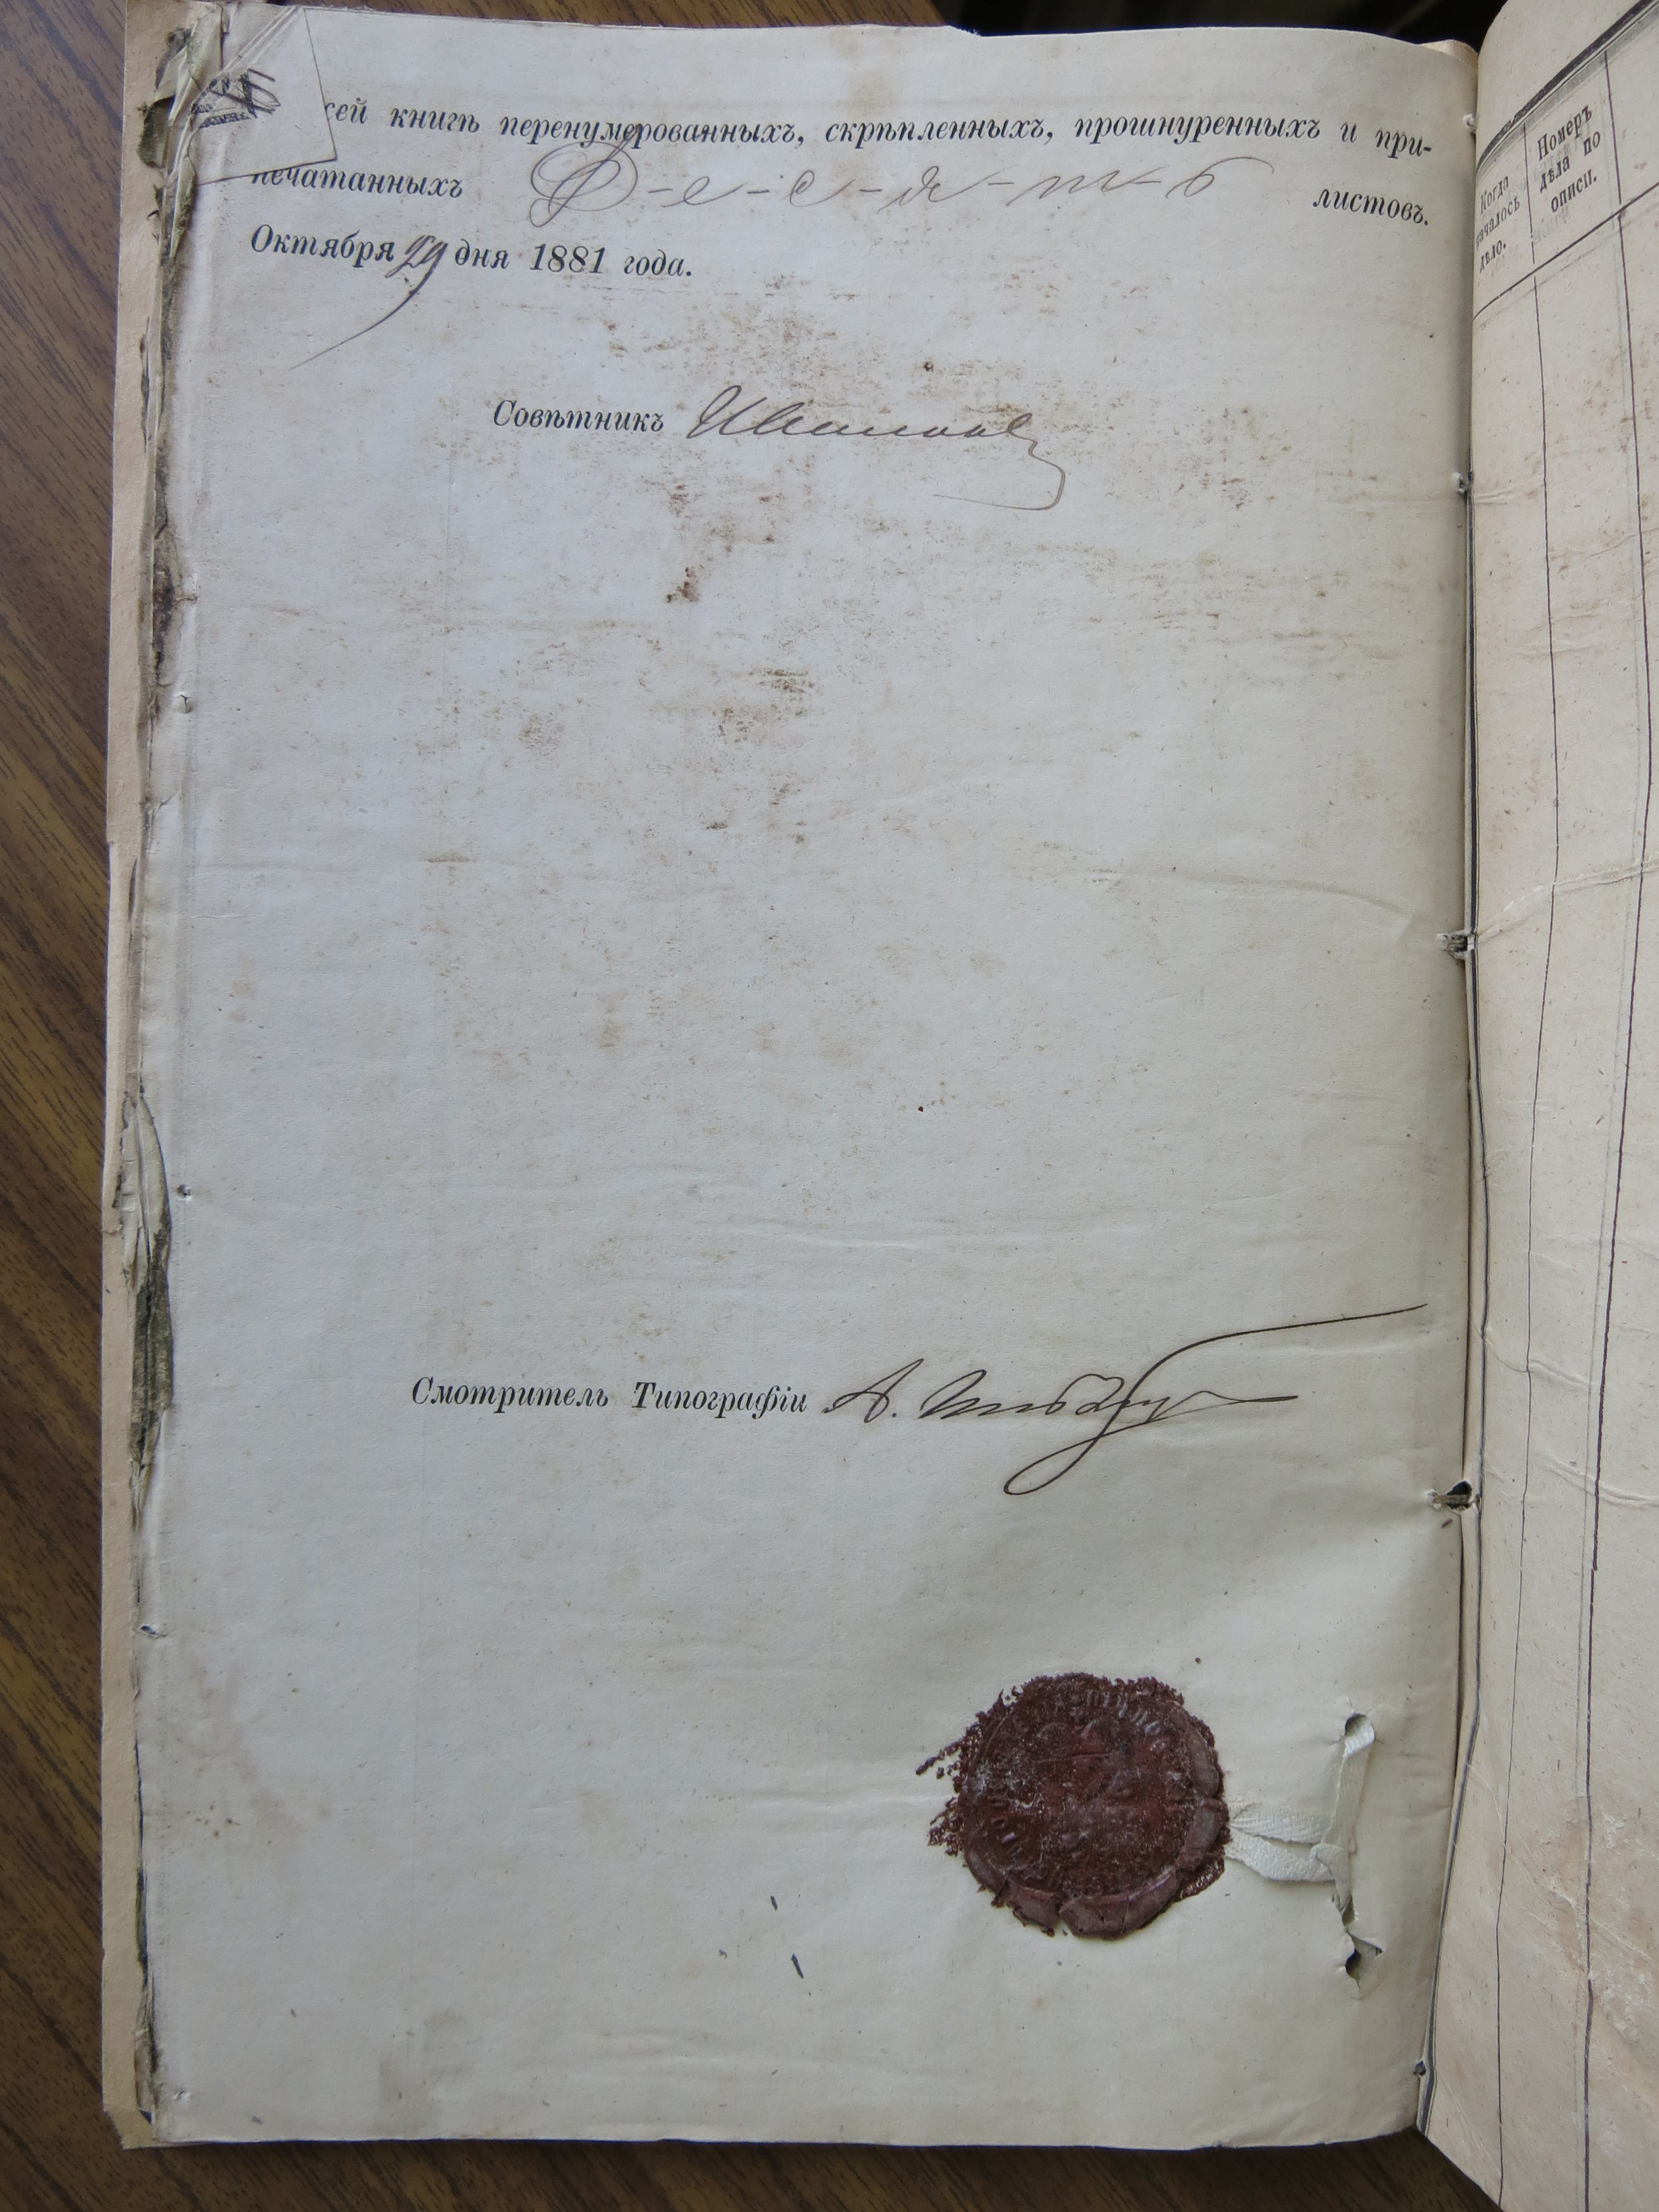 сей книгѣ перенумерованныхъ, скрѣпленныхъ, прошнуренныхъ и при-
печатанныхъ Д-е-с-я-т-ь листовъ.
Октября 29 дня 1881 года.
Совѣтникъ
Смотритель Типографіи А.
Когда
началось
дѣло.
Номеръ
дѣла по
описи.